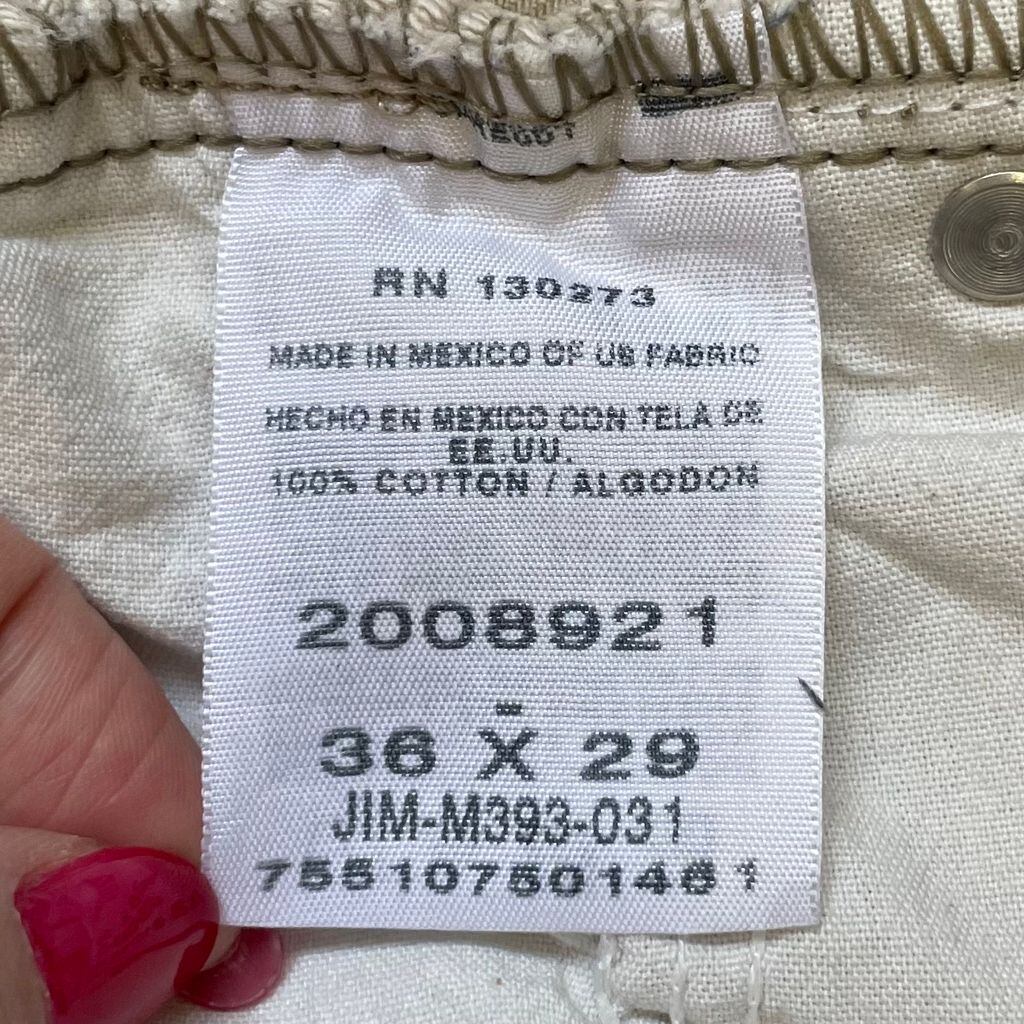 RN 130273
MADE IN MEXICO OF US FABRIC
HECHO EN MEXICO CON TELA DE
EE.UU.
100% COTTON / ALGODON
2008921
-
36 X 29
JIM-M393-031
755107501461